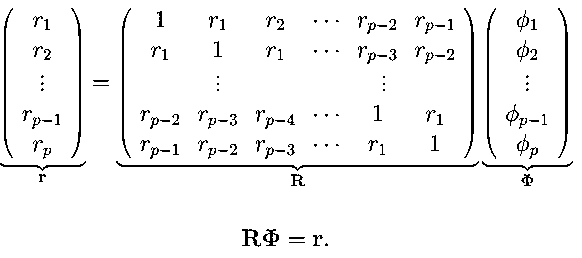 r_1 1 r_1 r_2 ⋯ r_{p-2} r_{p-1} ϕ_1
r_2 r_1 1 r_1 ⋯ r_{p-3} r_{p-2} ϕ_2
⋮ = ⋮ ⋮ ⋮
r_{p-1} r_{p-2} r_{p-3} r_{p-4} ⋯ 1 r_1 ϕ_{p-1}
r_p r_{p-1} r_{p-2} r_{p-3} ⋯ r_1 1 ϕ_p
r R Φ
RΦ = r.